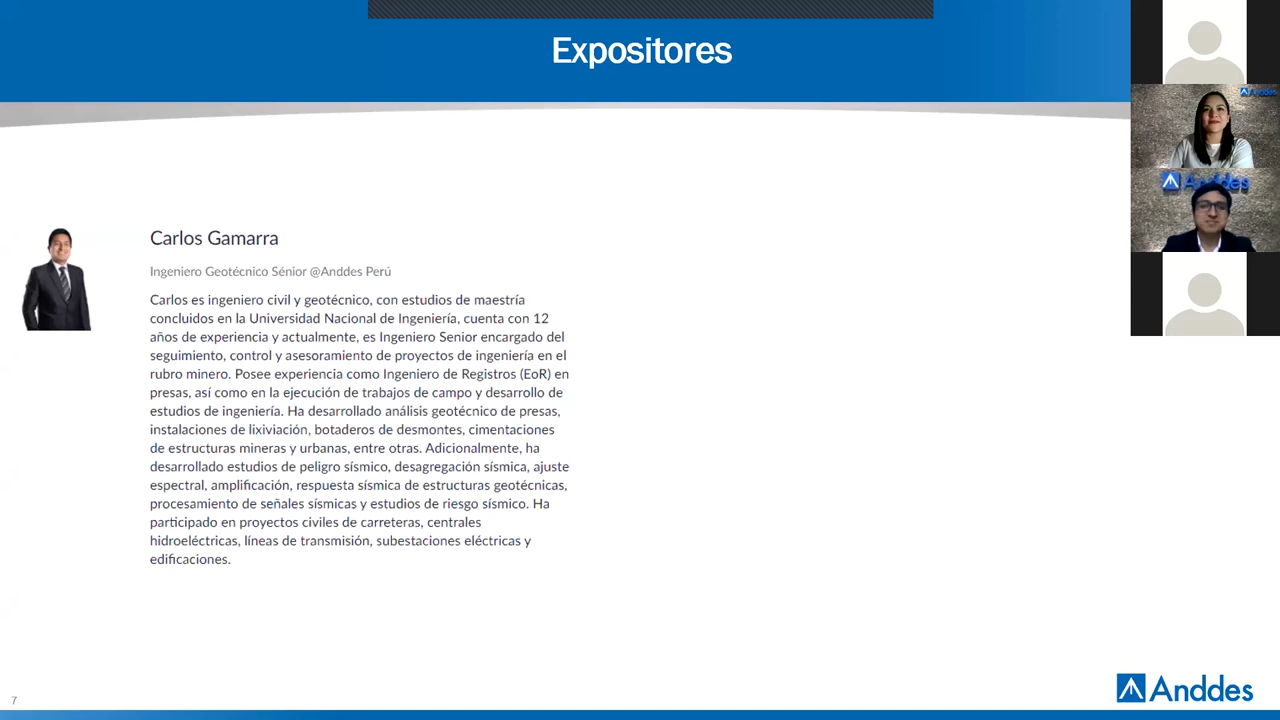 Expositores
Anddes
Anddes
Carlos Gamarra
Ingeniero Geotécnico Sénior @Anddes Perú
Carlos es ingeniero civil y geotécnico, con estudios de maestría
concluidos en la Universidad Nacional de Ingeniería, cuenta con 12
años de experiencia y actualmente, es Ingeniero Senior encargado del
seguimiento, control y asesoramiento de proyectos de ingeniería en el
rubro minero. Posee experiencia como Ingeniero de Registros (EoR) en
presas, así como en la ejecución de trabajos de campo y desarrollo de
estudios de ingeniería. Ha desarrollado análisis geotécnico de presas,
instalaciones de lixiviación, botaderos de desmontes, cimentaciones
de estructuras mineras y urbanas, entre otras. Adicionalmente, ha
desarrollado estudios de peligro sísmico, desagregación sísmica, ajuste
espectral, amplificación, respuesta sísmica de estructuras geotécnicas,
procesamiento de señales sísmicas y estudios de riesgo sísmico. Ha
participado en proyectos civiles de carreteras, centrales
hidroeléctricas, líneas de transmisión, subestaciones eléctricas y
edificaciones.
7
Anddes